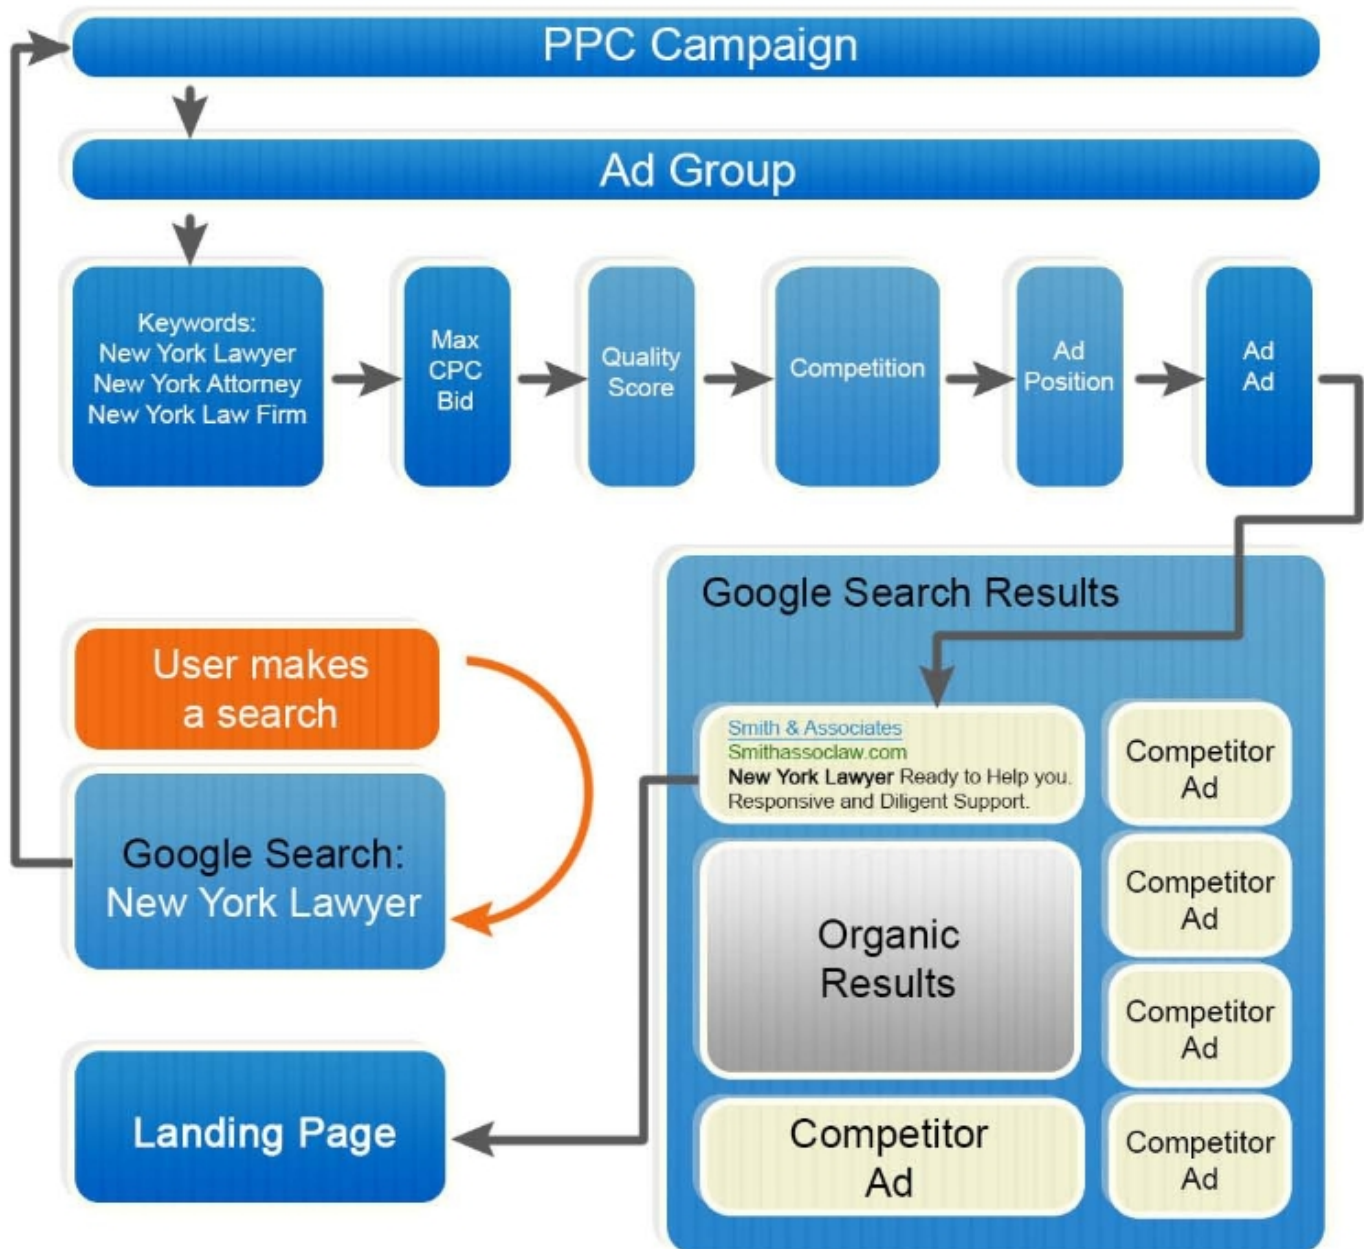 PPC Campaign
Ad Group
Keywords:
New York Lawyer
New York Attorney
New York Law Firm
Max
CPC
Bid
Quality
Score
Competition
Ad
Position
Ad
Ad
User makes
a search
Google Search:
New York Lawyer
Landing Page
Google Search Results
Smith & Associates
Smithassoclaw.com
New York Lawyer Ready to Help you.
Responsive and Diligent Support.
Organic
Results
Competitor
Ad
Competitor
Ad
Competitor
Ad
Competitor
Ad
Competitor
Ad